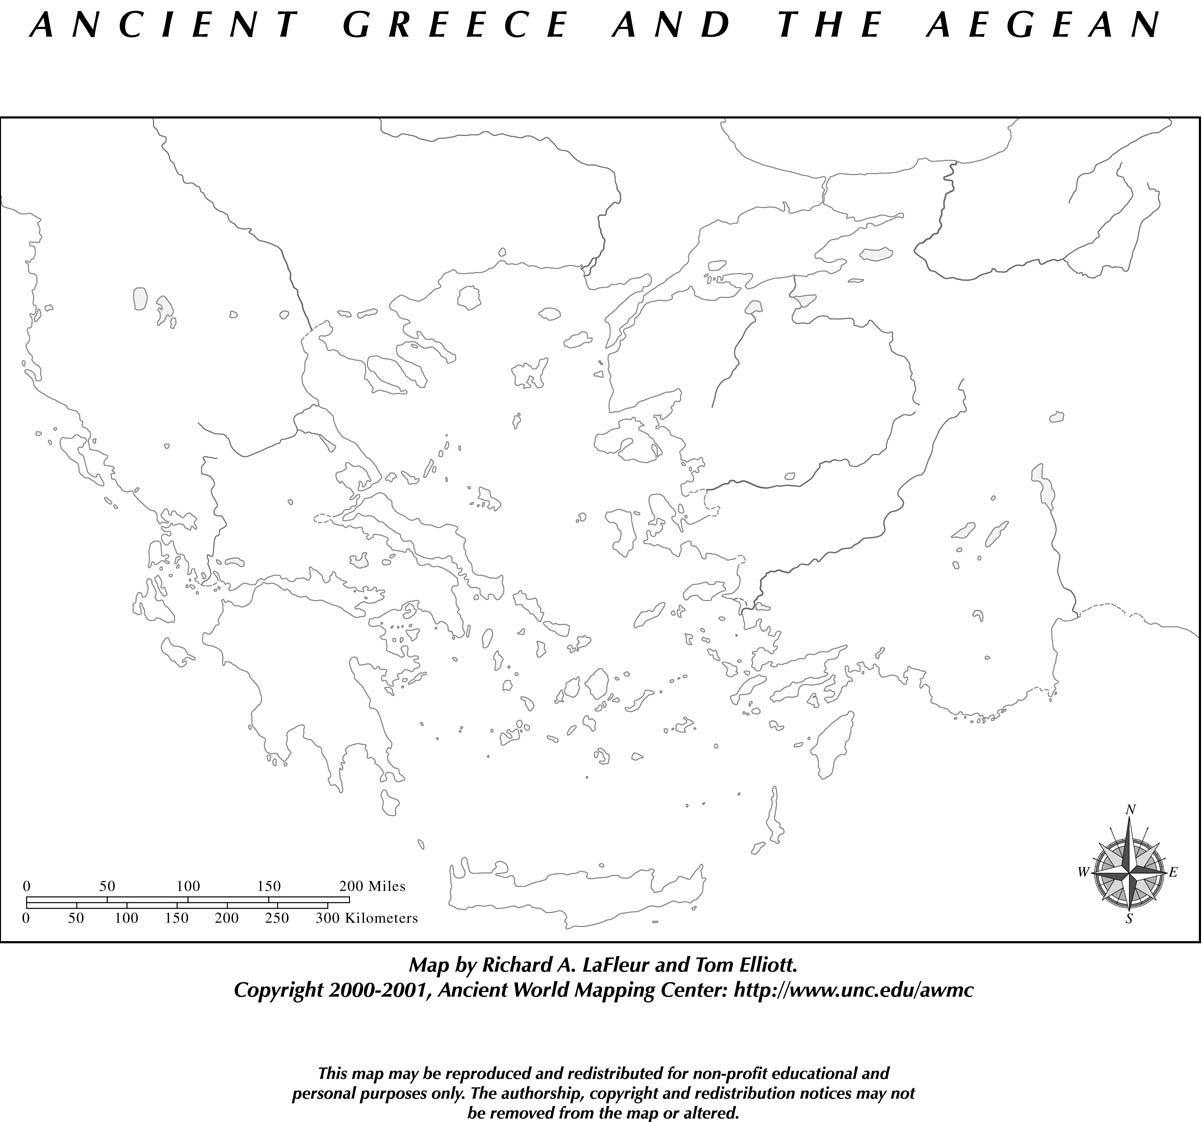 ANCIENT GREECE AND THE AEGEAN
N
W E
S
0 50 100 150 200 Miles
0 50 100 150 200 250 300 Kilometers
Map by Richard A. LaFleur and Tom Elliott.
Copyright 2000-2001, Ancient World Mapping Center: http://www.unc.edu/awmc
This map may be reproduced and redistributed for non-profit educational and
personal purposes only. The authorship, copyright and redistribution notices may not
be removed from the map or altered.